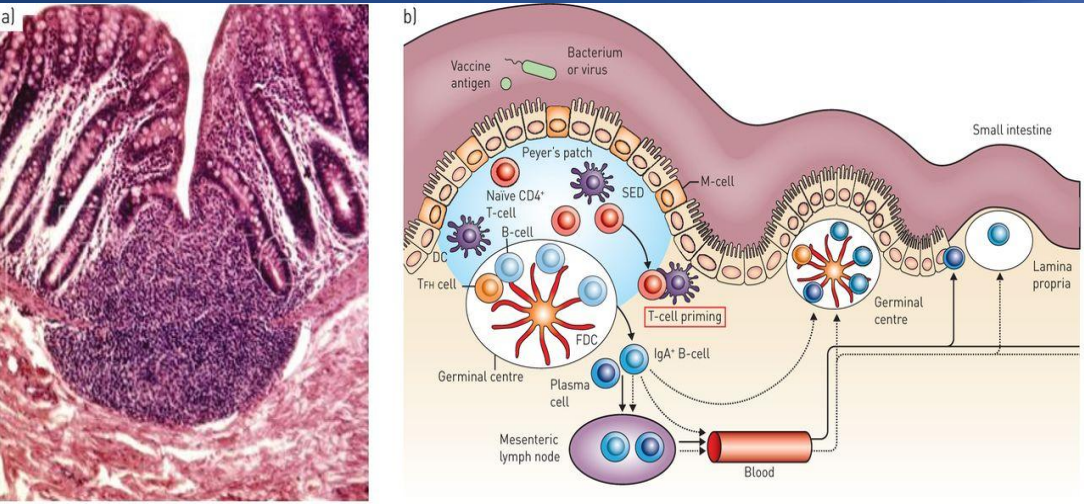 a)
b)
Vaccine
antigen
Bacterium
or virus
Small intestine
Peyer's patch
M-cell
Naïve CD4+
T-cell
SED
B-cell
DC
TFH cell
T-cell priming
Lamina
propria
Germinal
centre
FDC
IgA+ B-cell
Germinal centre
Plasma
cell
Mesenteric
lymph node
Blood